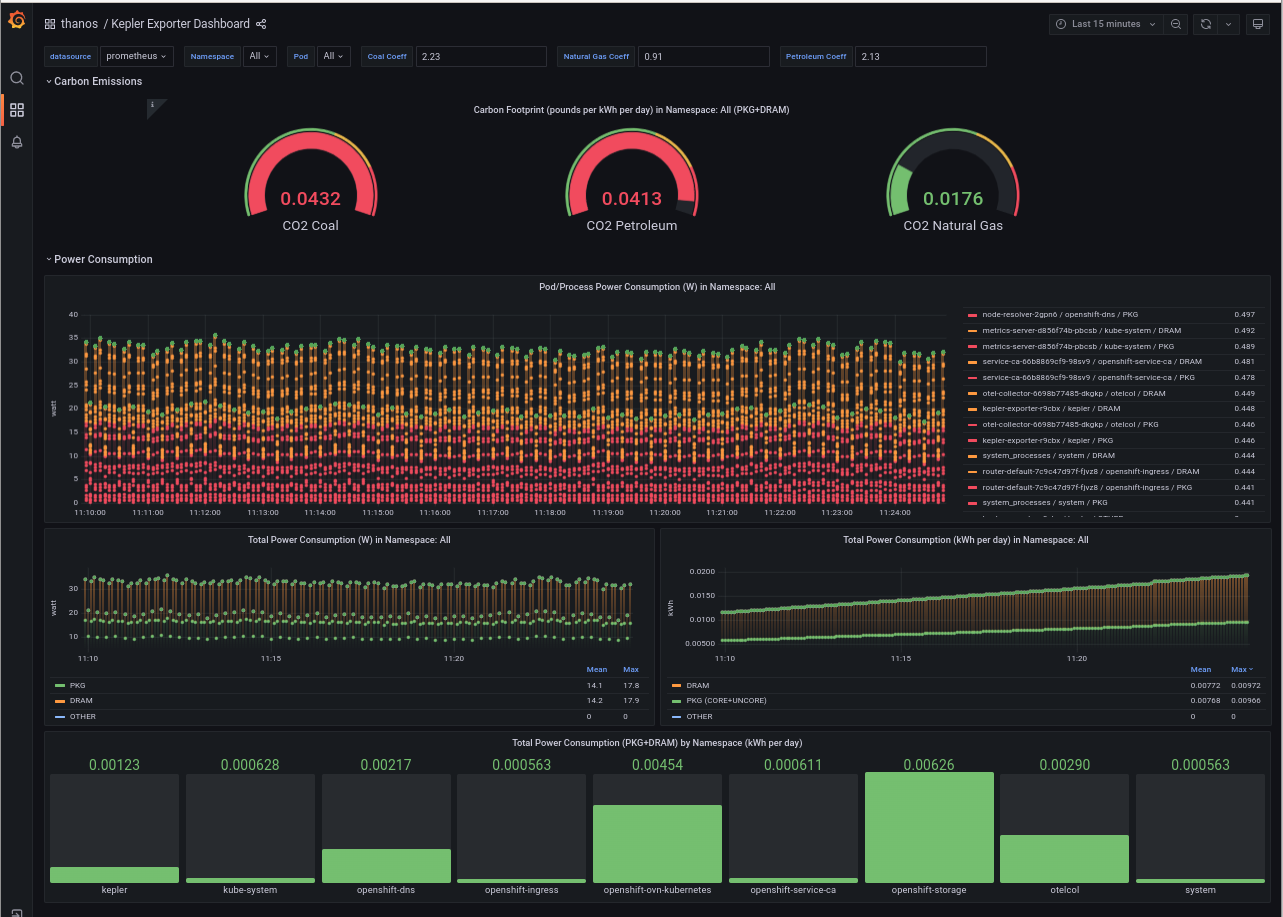 thanos / Kepler Exporter Dashboard
Last 15 minutes
datasource prometheus Namespace All Pod All Coal Coeff 2.23 Natural Gas Coeff 0.91 Petroleum Coeff 2.13
Carbon Emissions
i
Carbon Footprint (pounds per kWh per day) in Namespace: All (PKG+DRAM)
0.0432 0.0413 0.0176
CO2 Coal CO2 Petroleum CO2 Natural Gas
Power Consumption
Pod/Process Power Consumption (W) in Namespace: All
watt
40
35
30
25
20
15
10
5
0
11:10:00 11:11:00 11:12:00 11:13:00 11:14:00 11:15:00 11:16:00 11:17:00 11:18:00 11:19:00 11:20:00 11:21:00 11:22:00 11:23:00 11:24:00
node-resolver-2gpn6 / openshift-dns / PKG 0.497
metrics-server-d856f74b-pbcsb / kube-system / DRAM 0.492
metrics-server-d856f74b-pbcsb / kube-system / PKG 0.489
service-ca-66b8869cf9-98sv9 / openshift-service-ca / DRAM 0.481
service-ca-66b8869cf9-98sv9 / openshift-service-ca / PKG 0.478
otel-collector-6698b77485-dkgkp / otelcol / DRAM 0.449
kepler-exporter-r9cbx / kepler / DRAM 0.448
otel-collector-6698b77485-dkgkp / otelcol / PKG 0.446
kepler-exporter-r9cbx / kepler / PKG 0.446
system_processes / system / DRAM 0.444
router-default-7c9c47d97f-fjvz8 / openshift-ingress / DRAM 0.444
router-default-7c9c47d97f-fjvz8 / openshift-ingress / PKG 0.441
system_processes / system / PKG 0.441
Total Power Consumption (W) in Namespace: All
watt
30
20
10
11:10 11:15 11:20
Mean Max
PKG 14.1 17.8
DRAM 14.2 17.9
OTHER 0 0
Total Power Consumption (kWh per day) in Namespace: All
kWh
0.0200
0.0150
0.0100
0.00500
11:10 11:15 11:20
Mean Max
DRAM 0.00772 0.00972
PKG (CORE+UNCORE) 0.00768 0.00966
OTHER 0 0
Total Power Consumption (PKG+DRAM) by Namespace (kWh per day)
0.00123 0.000628 0.00217 0.000563 0.00454 0.000611 0.00626 0.00290 0.000563
kepler kube-system openshift-dns openshift-ingress openshift-ovn-kubernetes openshift-service-ca openshift-storage otelcol system